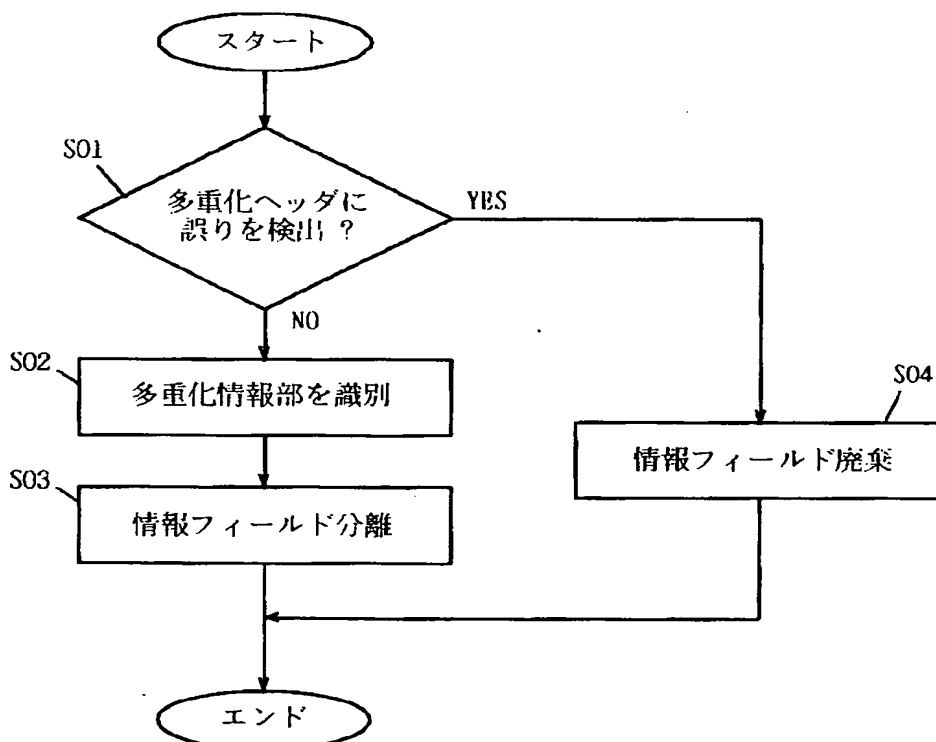 スタート
S01
多重化ヘッダに
誤りを検出？
YES
NO
S02
多重化情報部を識別
S03
情報フィールド分離
S04
情報フィールド廃棄
エンド